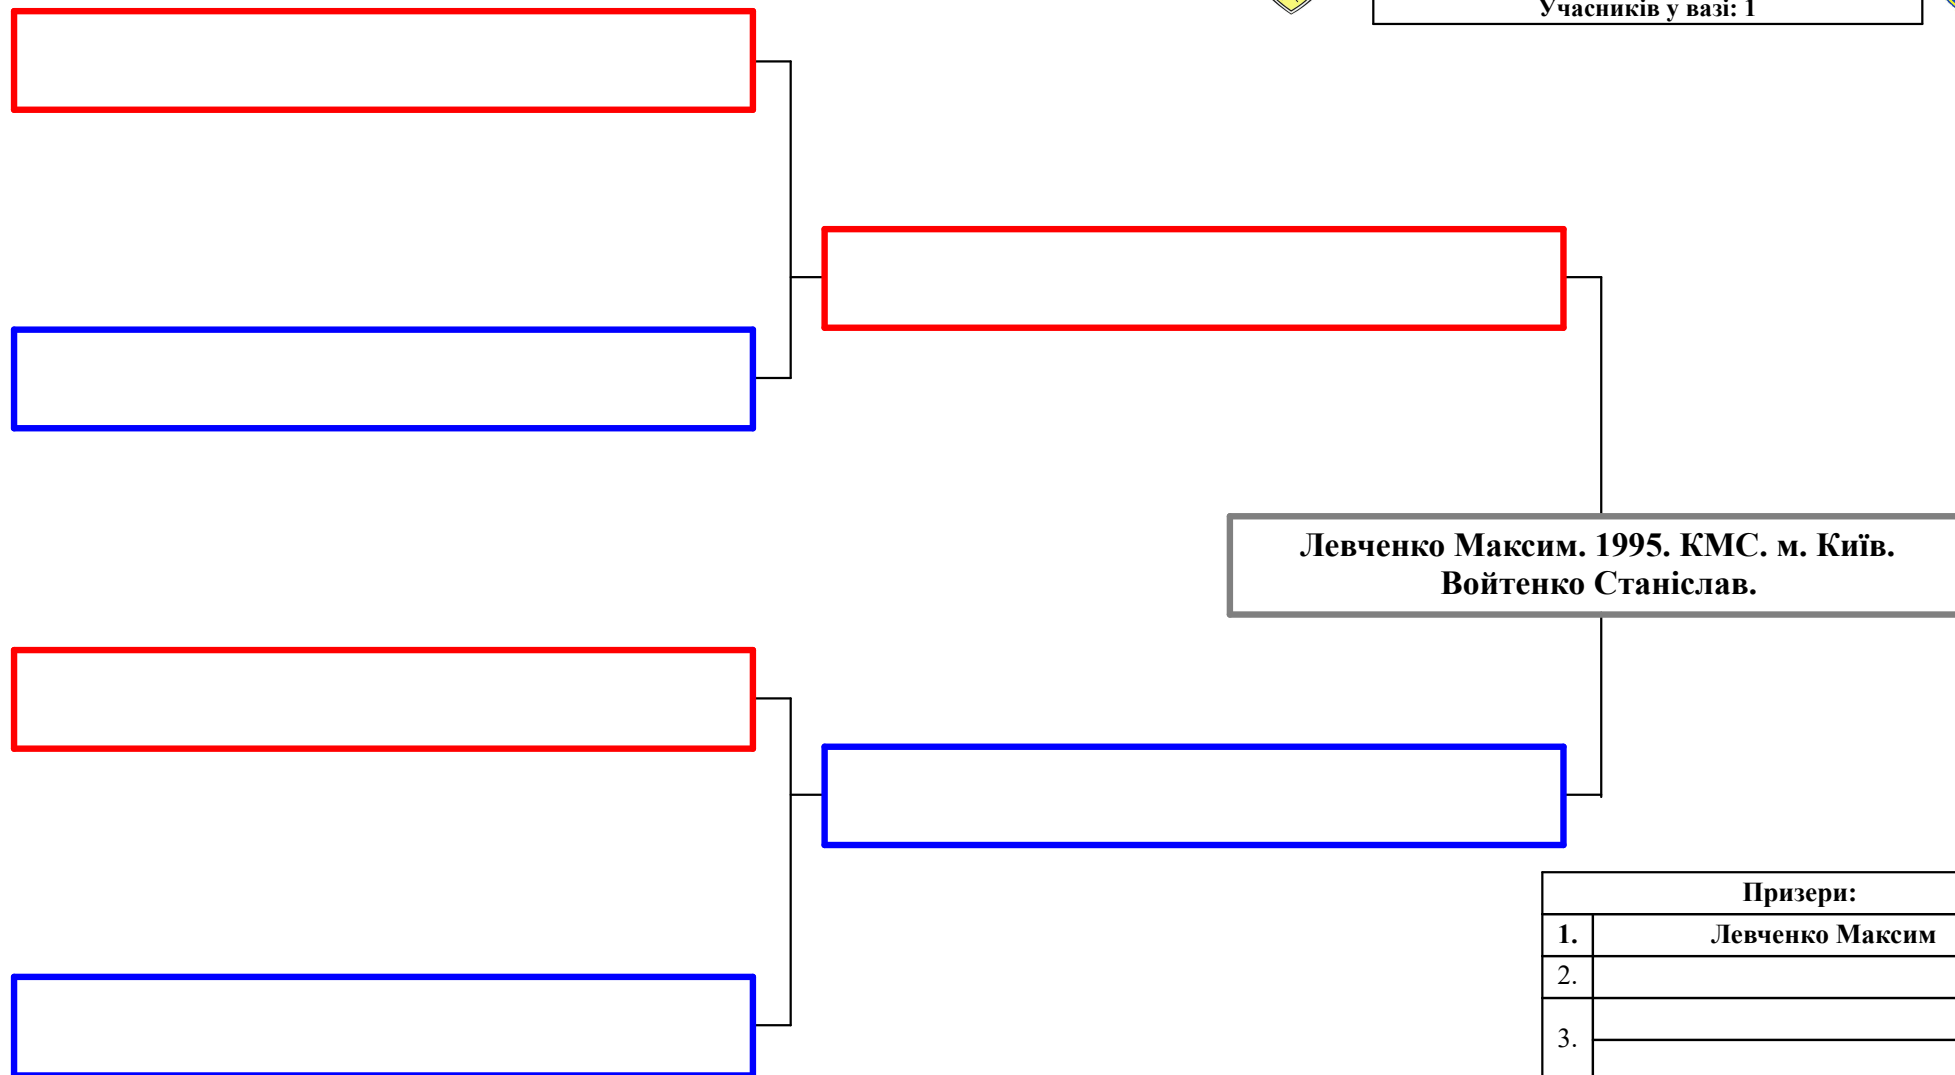 Учасників у вазі: 1
Левченко Максим. 1995. КМС. м. Київ.
Войтенко Станіслав.
Призери:
1. Левченко Максим
2.
3.